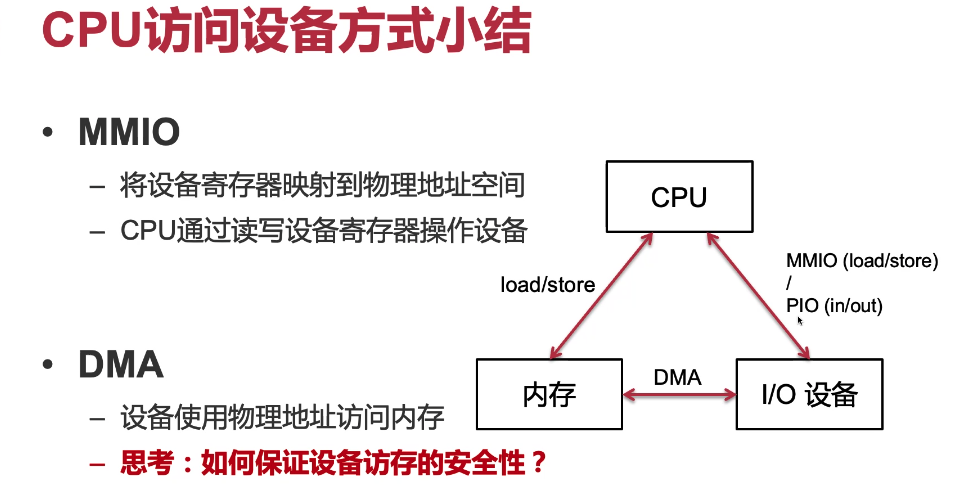 CPU访问设备方式小结
• MMIO
– 将设备寄存器映射到物理地址空间
– CPU通过读写设备寄存器操作设备
• DMA
– 设备使用物理地址访问内存
– 思考：如何保证设备访存的安全性？
CPU
load/store
MMIO (load/store)
/
PIO (in/out)
内存
DMA
I/O 设备